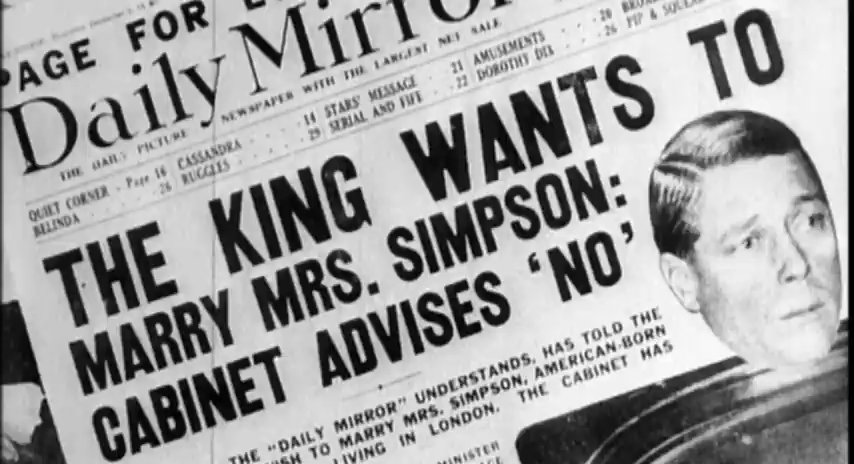 PAGE FOR
Daily Mirror
THE DAILY PICTURE NEWSPAPER WITH THE LARGEST NET SALE
QUIET CORNER - Page 16 CASSANDRA 14 STARS' MESSAGE 21 AMUSEMENTS 20
BELINDA 26 RUGGLES 29 SERIAL AND FIFE 22 DOROTHY DIX 26 PIP &
THE KING WANTS TO
MARRY MRS. SIMPSON:
CABINET ADVISES 'NO'
THE "DAILY MIRROR" UNDERSTANDS, HAS TOLD THE
TO MARRY MRS. SIMPSON, AMERICAN-BORN
LIVING IN LONDON. THE CABINET HAS
MINISTER